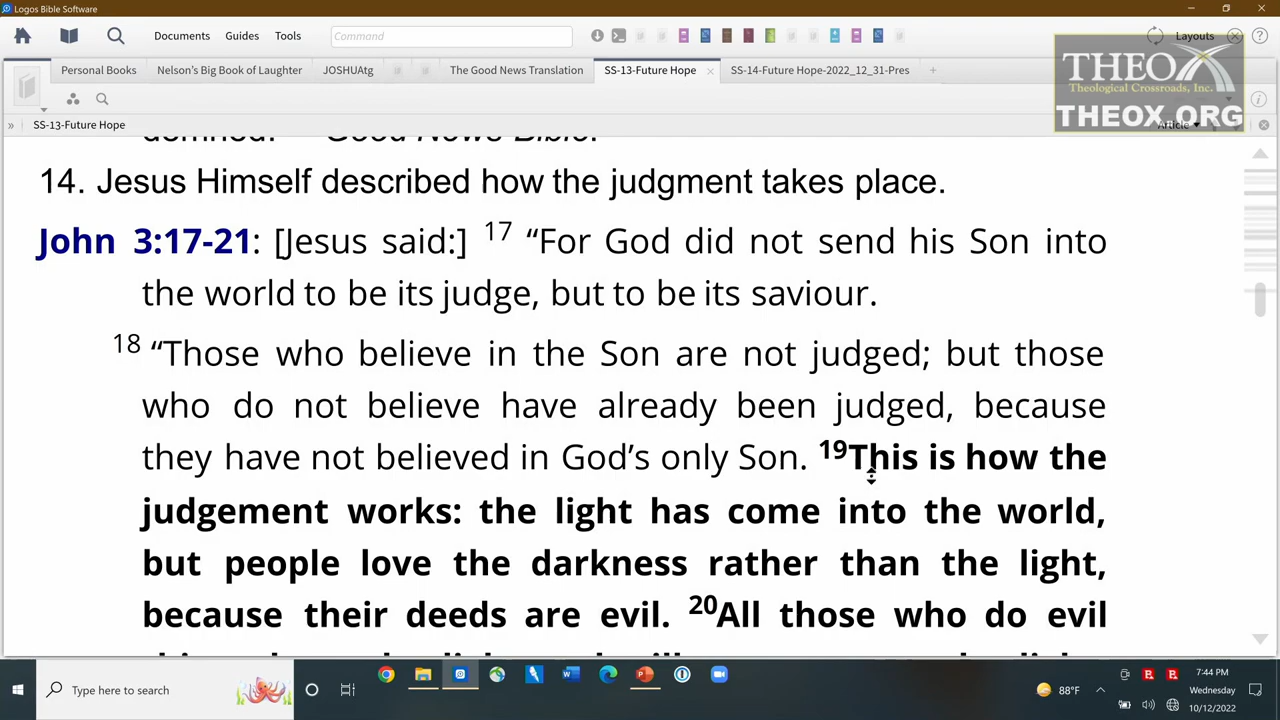 Logos Bible Software
Documents Guides Tools Command Layouts
Personal Books Nelson's Big Book of Laughter JOSHUAtg The Good News Translation SS-13-Future Hope SS-14-Future Hope-2022_12_31-Pres
THEOX
Theological Crossroads, Inc.
THEOX.ORG
SS-13-Future Hope Article
Good News Bible.
14. Jesus Himself described how the judgment takes place.
John 3:17-21: [Jesus said:] 17 “For God did not send his Son into
the world to be its judge, but to be its saviour.
18 “Those who believe in the Son are not judged; but those
who do not believe have already been judged, because
they have not believed in God’s only Son. 19This is how the
judgement works: the light has come into the world,
but people love the darkness rather than the light,
because their deeds are evil. 20All those who do evil
Type here to search
88°F
7:44 PM
Wednesday
10/12/2022